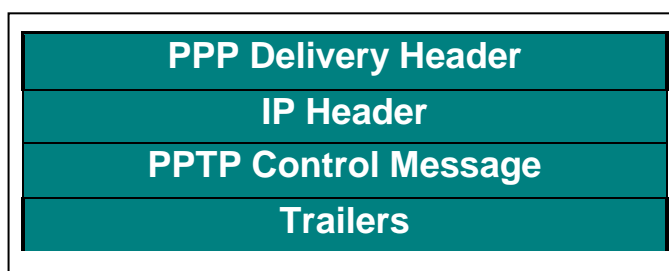 PPP Delivery Header
IP Header
PPTP Control Message
Trailers